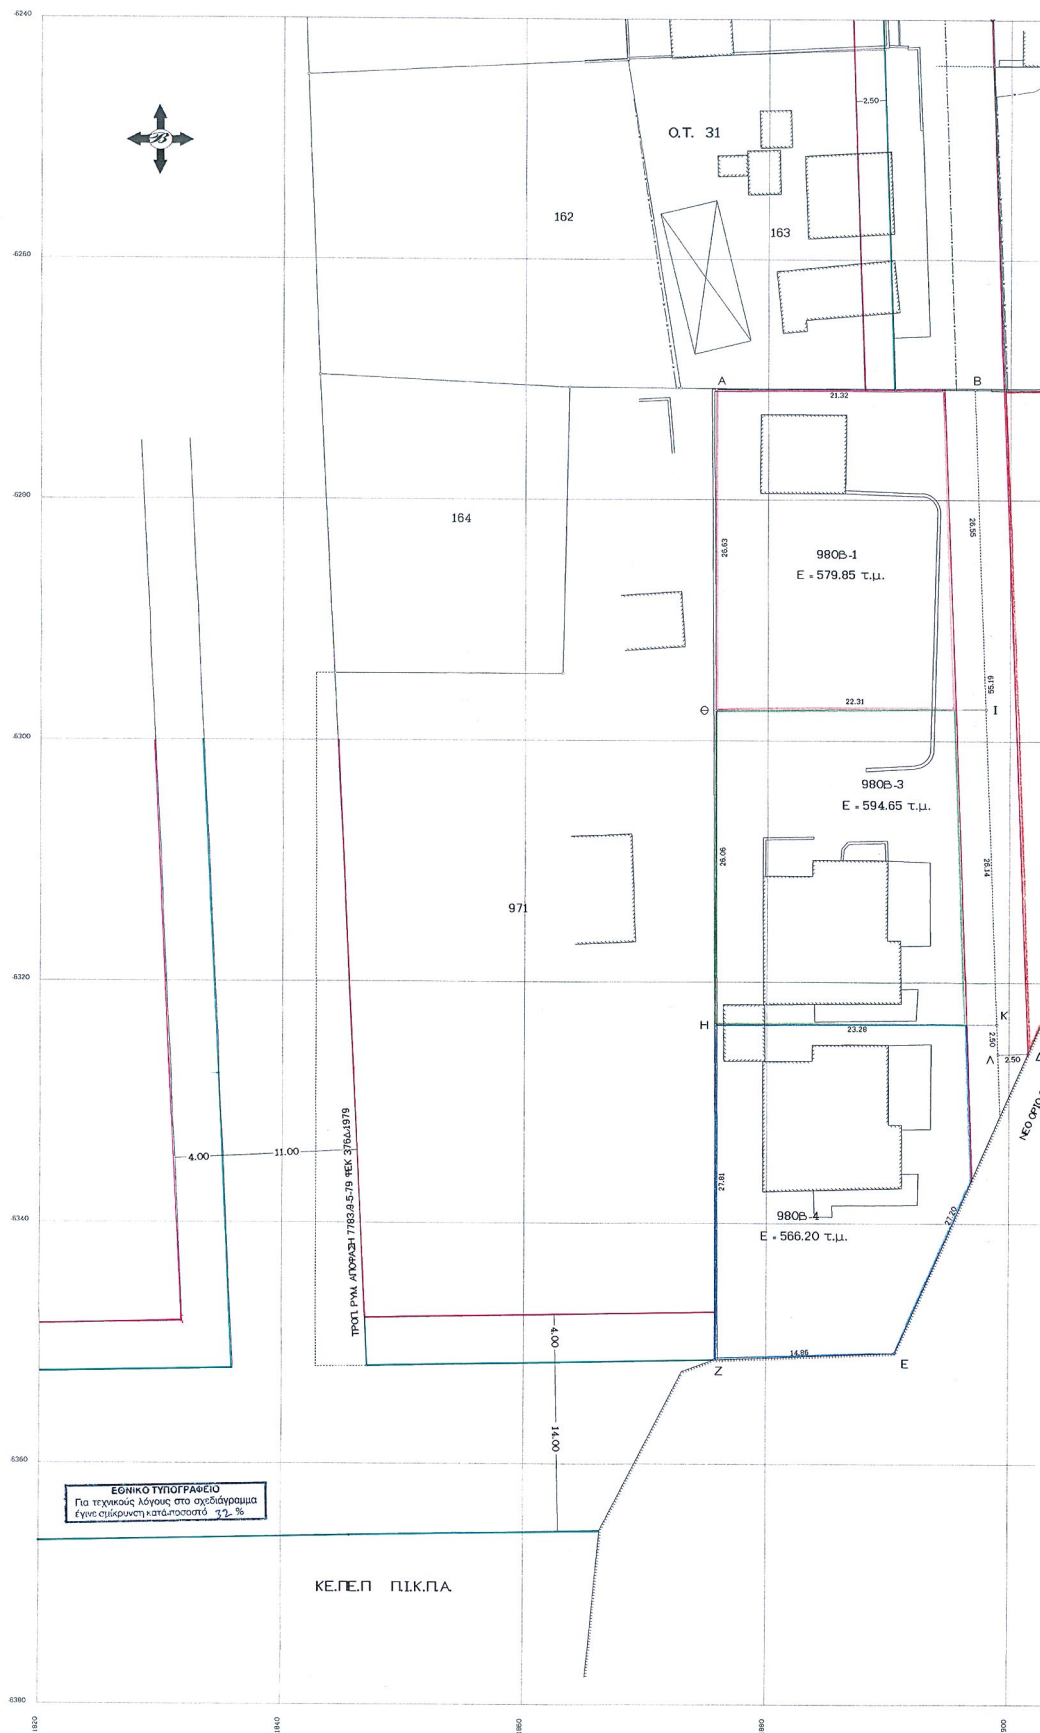 -6240
B
2.50
Ο.Τ. 31
162
163
-6260
Α
Β
21.32
-6280
164
26.55
26.63
980Β-1
Ε = 579.85 τ.μ.
55.19
22.31
Θ
Ι
-6300
980Β-3
Ε = 594.65 τ.μ.
26.06
26.14
971
-6320
Κ
Η
23.28
2.50
Λ
2.50
Δ
ΝΕΟ ΟΡΙΟ
4.00
11.00
ΤΡΟΠ. ΡΥΜ. ΑΠΟΦΑΣΗ 7783,9-5-79 ΦΕΚ 376Δ-1979
27.81
27.20
-6340
980Β-4
Ε = 566.20 τ.μ.
4.00
14.86
Ζ
Ε
14.00
-6360
ΕΘΝΙΚΟ ΤΥΠΟΓΡΑΦΕΙΟ
Για τεχνικούς λόγους στο σχεδιάγραμμα
έγινε σμίκρυνση κατά ποσοστό 32 %
ΚΕ.ΠΕ.Π Π.Ι.Κ.Π.Α.
-6380
1820
1840
1860
1880
1900